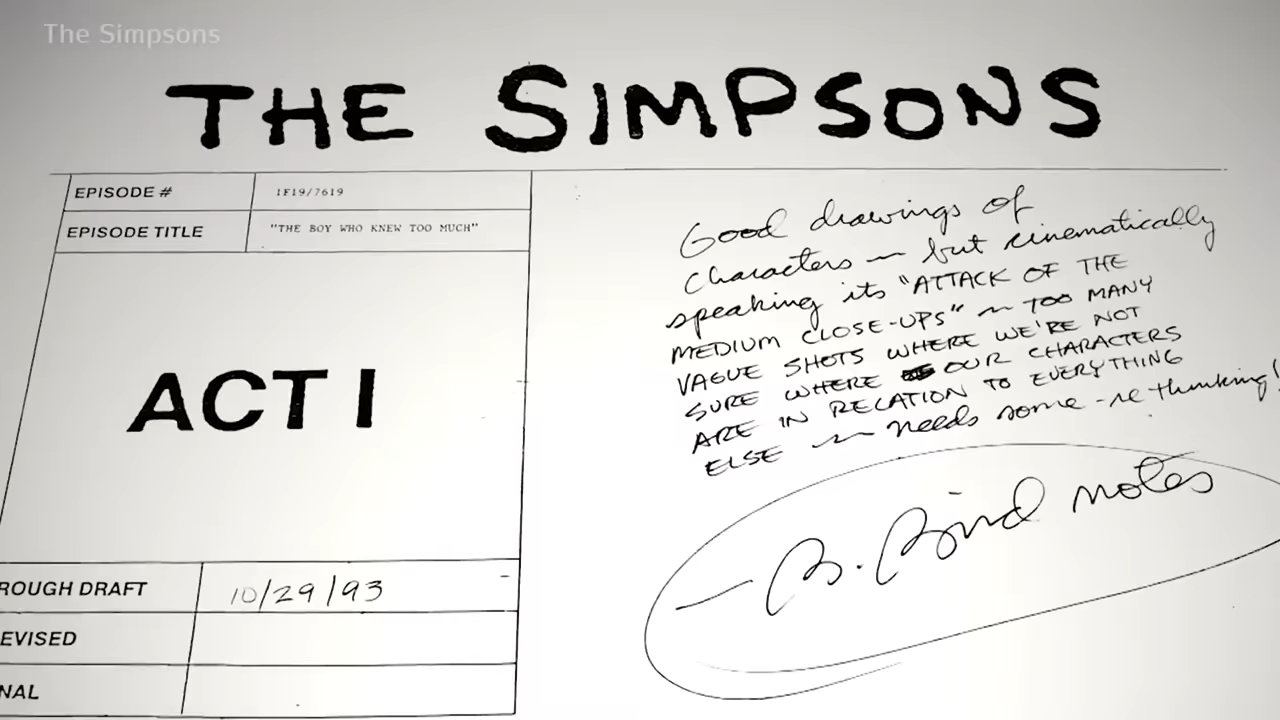 The Simpsons
THE SIMPSONS
EPISODE # 1F19/7619
EPISODE TITLE "THE BOY WHO KNEW TOO MUCH"
ACT I
ROUGH DRAFT 10/29/93
EVISED
NAL
Good drawings of
characters — but cinematically
speaking its "ATTACK OF THE
MEDIUM CLOSE-UPS" — TOO MANY
VAGUE SHOTS WHERE WE'RE NOT
SURE WHERE OUR CHARACTERS
ARE IN RELATION TO EVERYTHING
ELSE — needs some re-thinking!
— B. Bird notes